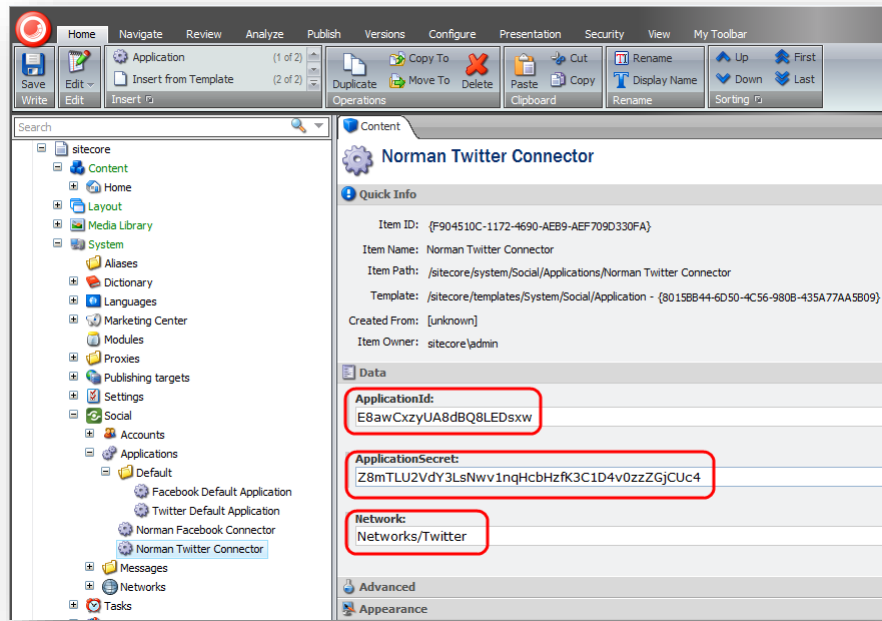 Home Navigate Review Analyze Publish Versions Configure Presentation Security View My Toolbar
Application (1 of 2) Copy To Cut Rename Up First
Insert from Template (2 of 2) Move To Copy Display Name Down Last
Save Edit Duplicate Delete Paste
Write Edit Insert Operations Clipboard Rename Sorting
Search
sitecore
Content
Home
Layout
Media Library
System
Aliases
Dictionary
Languages
Marketing Center
Modules
Proxies
Publishing targets
Settings
Social
Accounts
Applications
Default
Facebook Default Application
Twitter Default Application
Norman Facebook Connector
Norman Twitter Connector
Messages
Networks
Tasks
Content
Norman Twitter Connector
Quick Info
Item ID: {F904510C-1172-4690-AEB9-AEF709D330FA}
Item Name: Norman Twitter Connector
Item Path: /sitecore/system/Social/Applications/Norman Twitter Connector
Template: /sitecore/templates/System/Social/Application - {8015BB44-6D50-4C56-980B-435A77AA5B09}
Created From: [unknown]
Item Owner: sitecore\admin
Data
ApplicationId:
E8awCxzyUA8dBQ8LEDsxw
ApplicationSecret:
Z8mTLU2VdY3LsNwv1nqHcbHzfK3C1D4v0zzZGjCUc4
Network:
Networks/Twitter
Advanced
Appearance